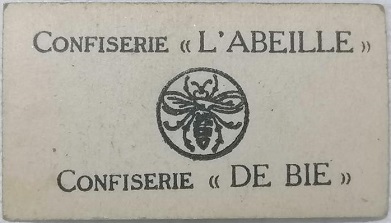 CONFISERIE « L'ABEILLE »
CONFISERIE « DE BIE »